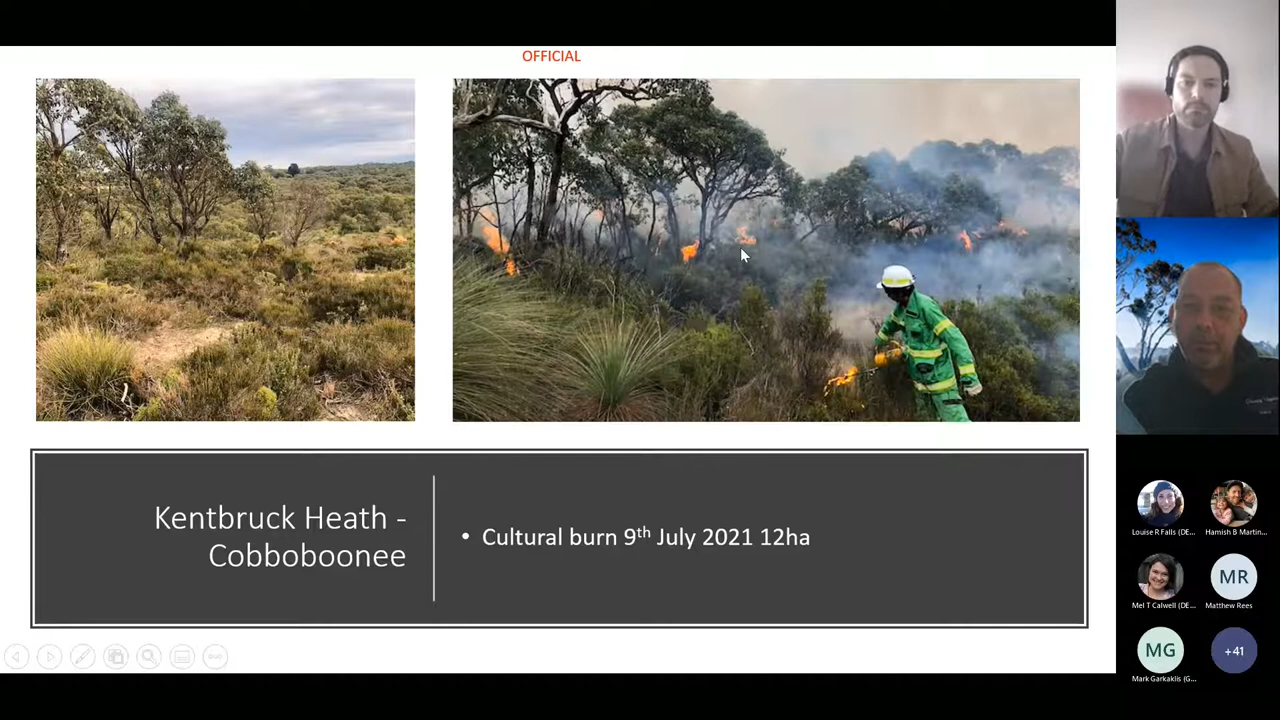 OFFICIAL
Kentbruck Heath -
Cobboboonee
• Cultural burn 9th July 2021 12ha
Louise R Falls (DE...
Hamish B Martin...
Mel T Calwell (DE...
MR
Matthew Rees
MG
Mark Garkaklis (G...
+41